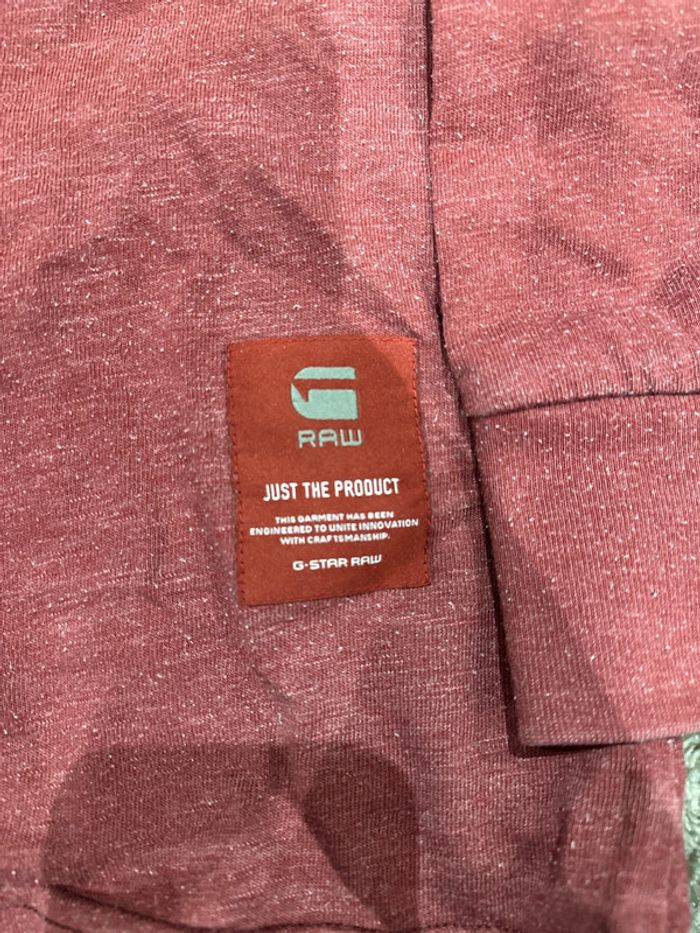 G
RAW
JUST THE PRODUCT
THIS GARMENT HAS BEEN
ENGINEERED TO UNITE INNOVATION
WITH CRAFTSMANSHIP.
G-STAR RAW